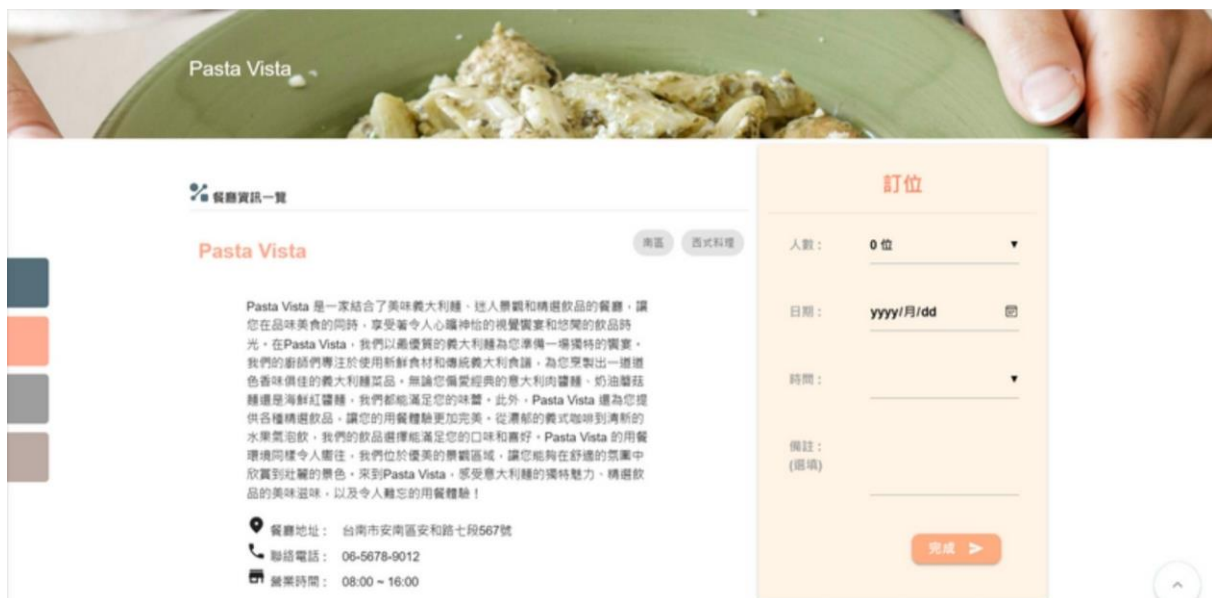 Pasta Vista
餐廳資訊一覽
Pasta Vista
南區
西式料理
Pasta Vista 是一家結合了美味義大利麵、迷人景觀和精選飲品的餐廳，讓
您在品味美食的同時，享受著令人心曠神怡的視覺饗宴和悠閒的飲品時
光。在Pasta Vista，我們以最優質的義大利麵為您準備一場獨特的饗宴。
我們的廚師們專注於使用新鮮食材和傳統義大利食譜，為您烹製出一道道
色香味俱佳的義大利麵菜品。無論您偏愛經典的意大利肉醬麵、奶油蘑菇
麵還是海鮮紅醬麵，我們都能滿足您的味蕾。此外，Pasta Vista 還為您提
供各種精選飲品，讓您的用餐體驗更加完美。從濃郁的義式咖啡到清新的
水果氣泡飲，我們的飲品選擇能滿足您的口味和喜好。Pasta Vista 的用餐
環境同樣令人嚮往，我們位於優美的景觀區域，讓您能夠在舒適的氛圍中
欣賞到壯麗的景色。來到Pasta Vista，感受意大利麵的獨特魅力、精選飲
品的美味滋味，以及令人難忘的用餐體驗！
餐廳地址： 台南市安南區安和路七段567號
聯絡電話： 06-5678-9012
營業時間： 08:00 ~ 16:00
訂位
人數： 0 位
日期： yyyy/月/dd
時間：
備註：
(選填)
完成